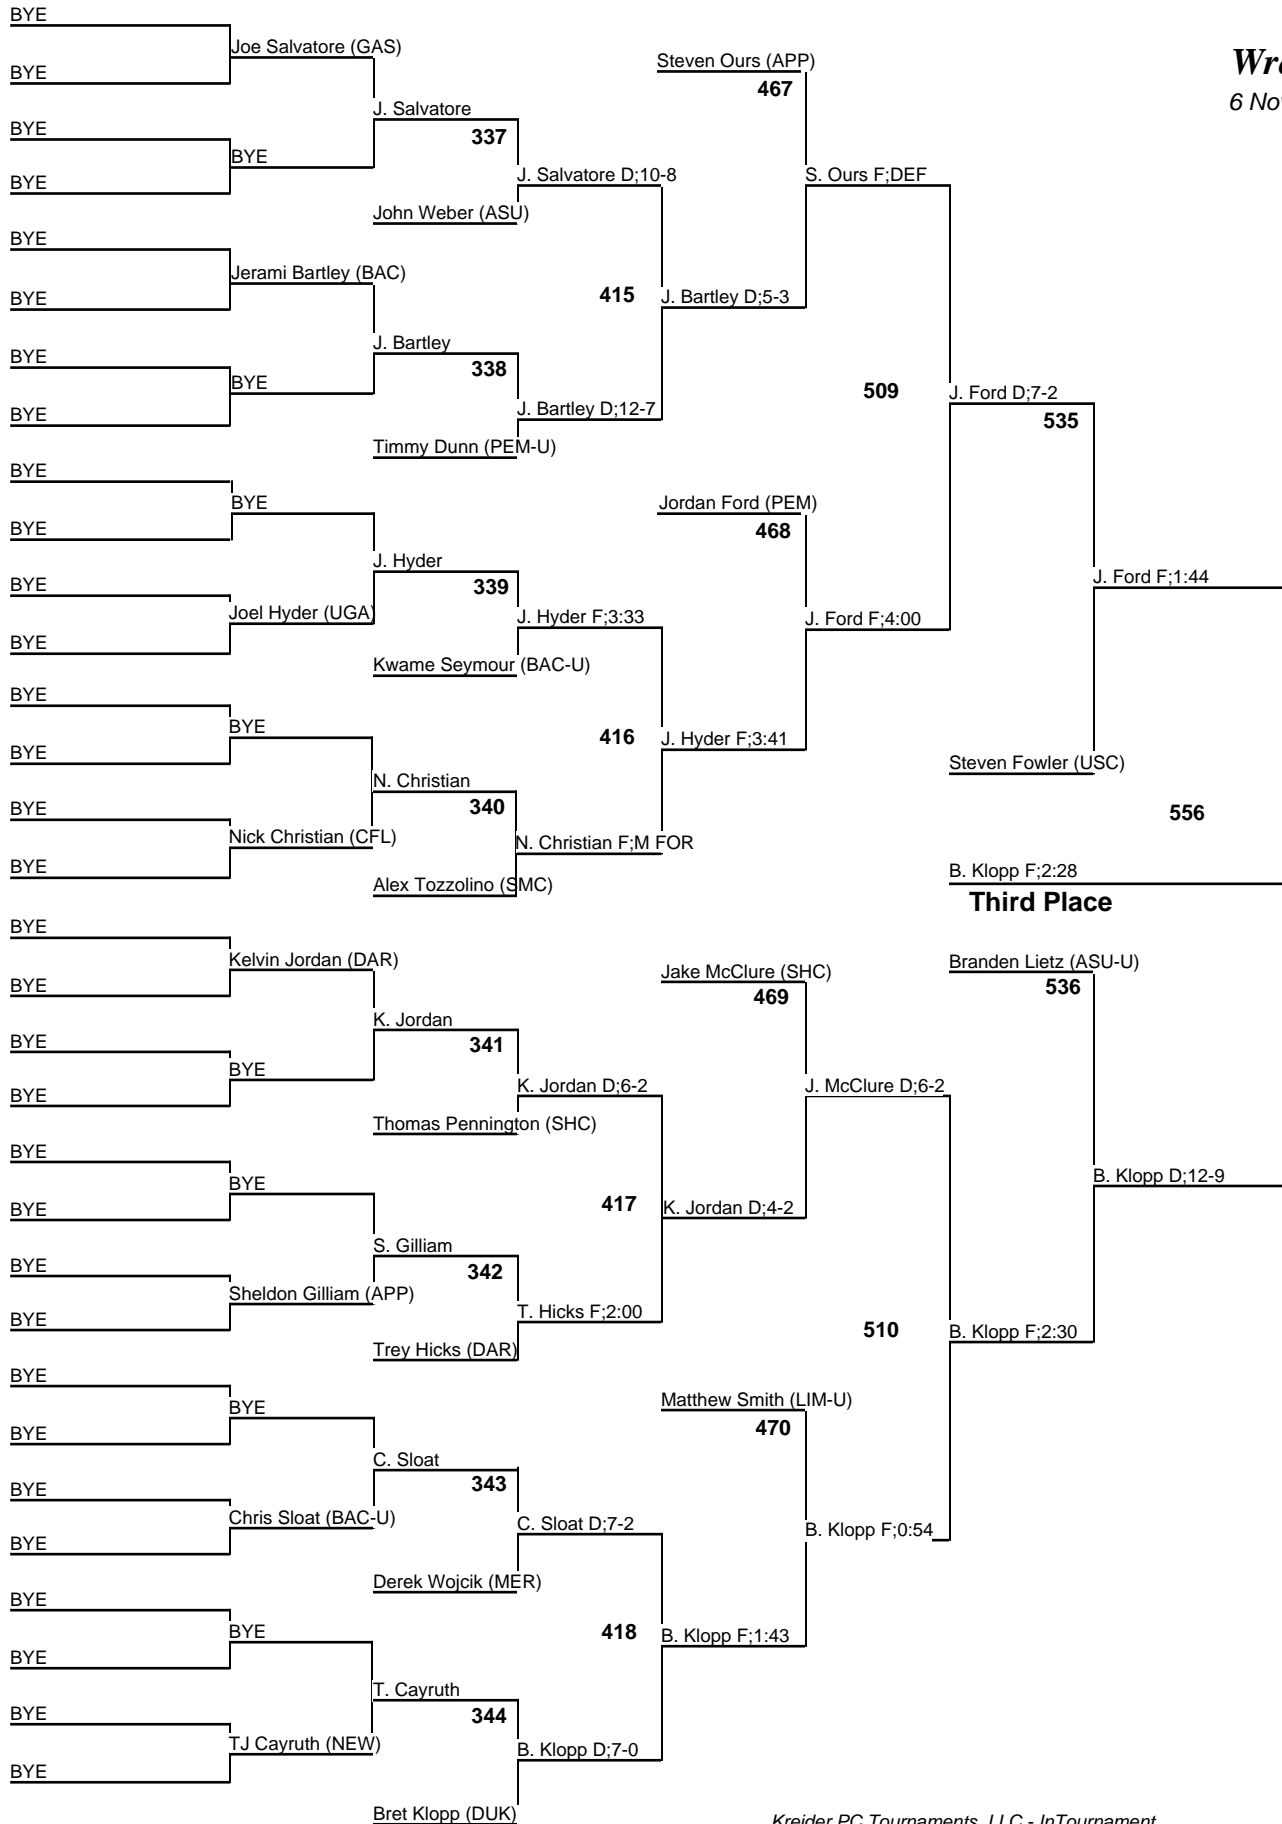 BYE
Joe Salvatore (GAS)
Steven Ours (APP)
Wre
6 Nov
BYE
467
J. Salvatore
BYE
337
BYE
J. Salvatore D;10-8
S. Ours F;DEF
BYE
John Weber (ASU)
BYE
Jerami Bartley (BAC)
BYE
415
J. Bartley D;5-3
J. Bartley
BYE
338
BYE
509
J. Ford D;7-2
BYE
J. Bartley D;12-7
535
Timmy Dunn (PEM-U)
BYE
BYE
Jordan Ford (PEM)
BYE
468
J. Hyder
BYE
339
J. Ford F;1:44
Joel Hyder (UGA)
J. Hyder F;3:33
J. Ford F;4:00
BYE
Kwame Seymour (BAC-U)
BYE
BYE
416
J. Hyder F;3:41
BYE
Steven Fowler (USC)
N. Christian
BYE
340
556
Nick Christian (CFL)
N. Christian F;M FOR
BYE
B. Klopp F;2:28
Alex Tozzolino (SMC)
Third Place
BYE
Kelvin Jordan (DAR)
Jake McClure (SHC)
Branden Lietz (ASU-U)
BYE
469
536
K. Jordan
BYE
341
BYE
K. Jordan D;6-2
J. McClure D;6-2
BYE
Thomas Pennington (SHC)
BYE
BYE
B. Klopp D;12-9
BYE
417
K. Jordan D;4-2
S. Gilliam
BYE
342
Sheldon Gilliam (APP)
BYE
T. Hicks F;2:00
510
B. Klopp F;2:30
Trey Hicks (DAR)
BYE
BYE
Matthew Smith (LIM-U)
BYE
470
C. Sloat
BYE
343
Chris Sloat (BAC-U)
C. Sloat D;7-2
B. Klopp F;0:54
BYE
Derek Wojcik (MER)
BYE
BYE
418
B. Klopp F;1:43
BYE
T. Cayruth
BYE
344
TJ Cayruth (NEW)
B. Klopp D;7-0
BYE
Bret Klopp (DUK)
Kreider PC Tournaments, LLC - InTournament